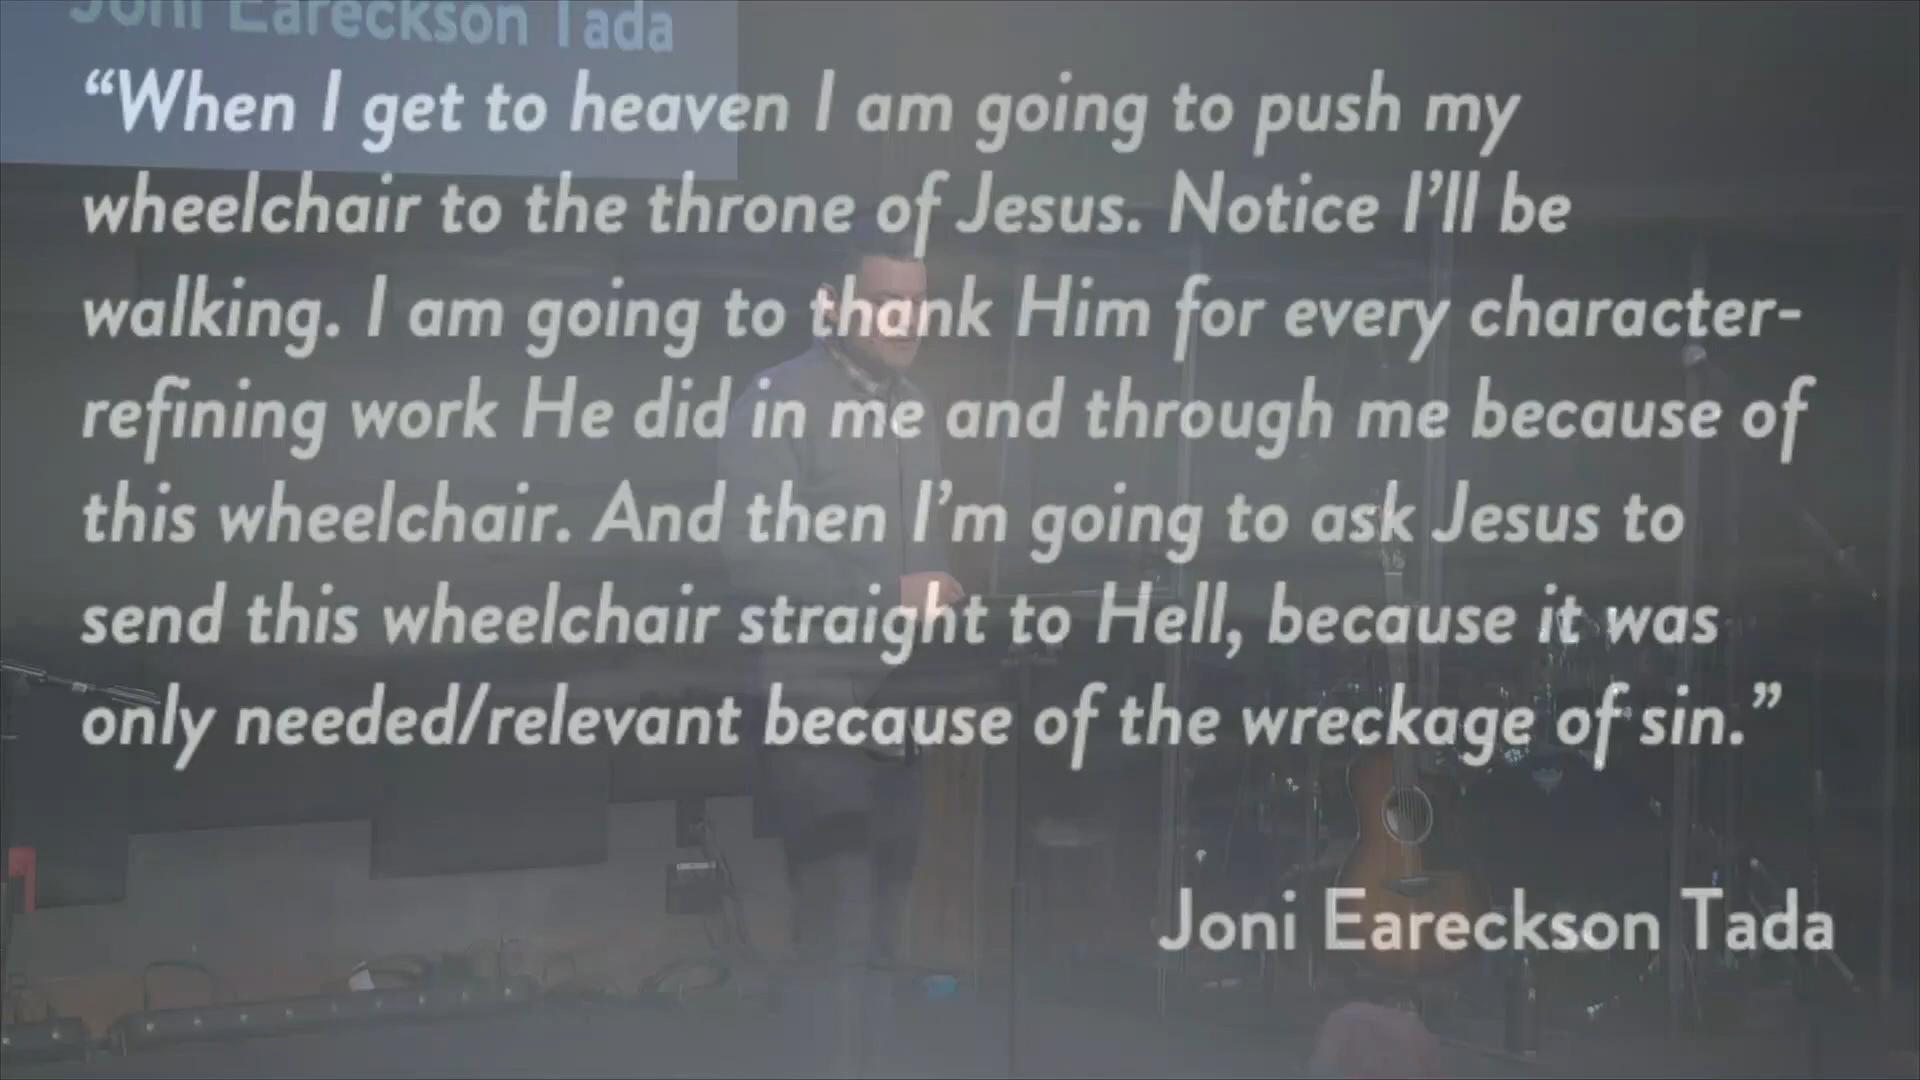 Joni Eareckson Tada
“When I get to heaven I am going to push my
wheelchair to the throne of Jesus. Notice I’ll be
walking. I am going to thank Him for every character-
refining work He did in me and through me because of
this wheelchair. And then I’m going to ask Jesus to
send this wheelchair straight to Hell, because it was
only needed/relevant because of the wreckage of sin.”
Joni Eareckson Tada